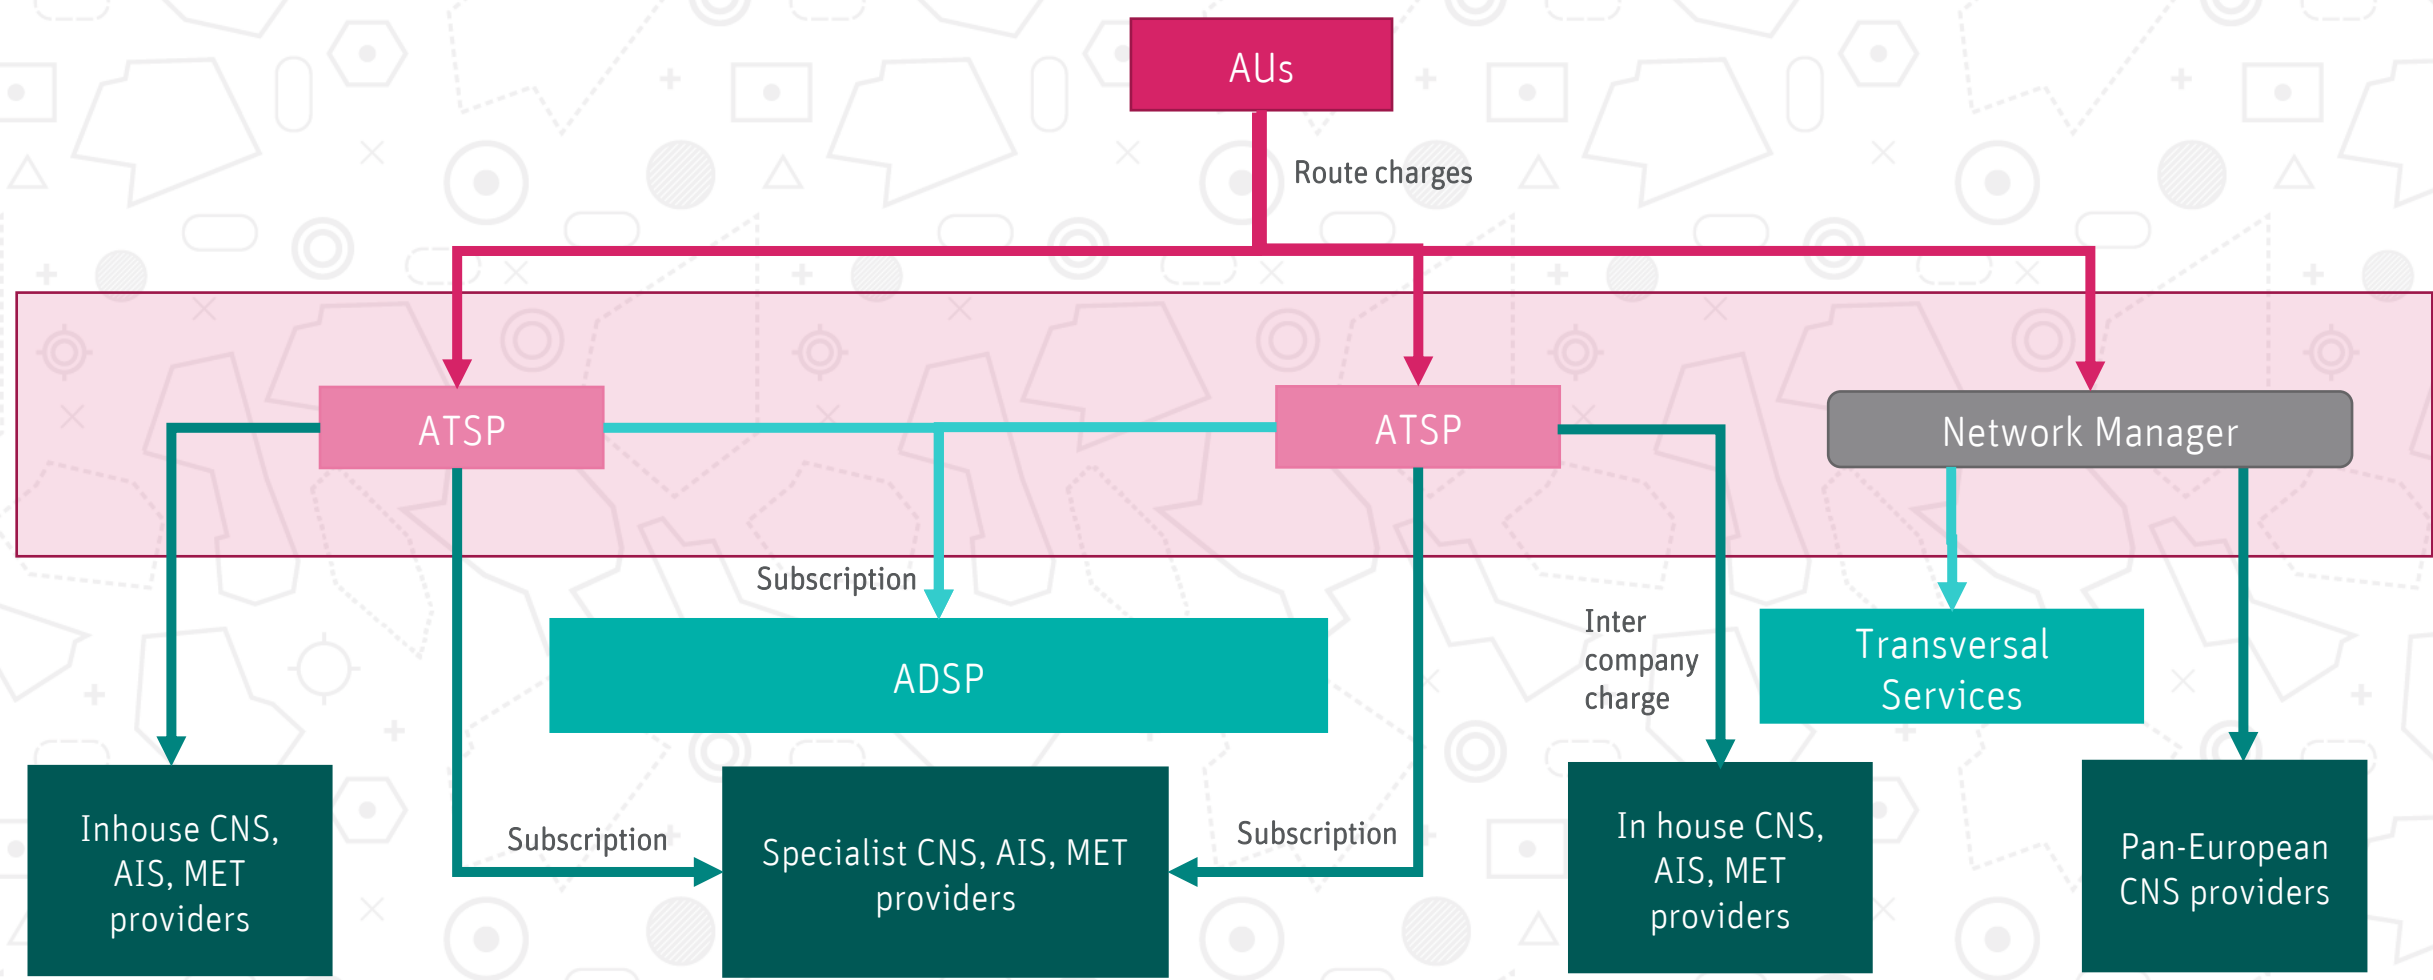 AUs
Route charges
ATSP
ATSP
Network Manager
Subscription
ADSP
Inter
company
charge
Transversal
Services
Inhouse CNS,
AIS, MET
providers
Subscription
Specialist CNS, AIS, MET
providers
Subscription
In house CNS,
AIS, MET
providers
Pan-European
CNS providers